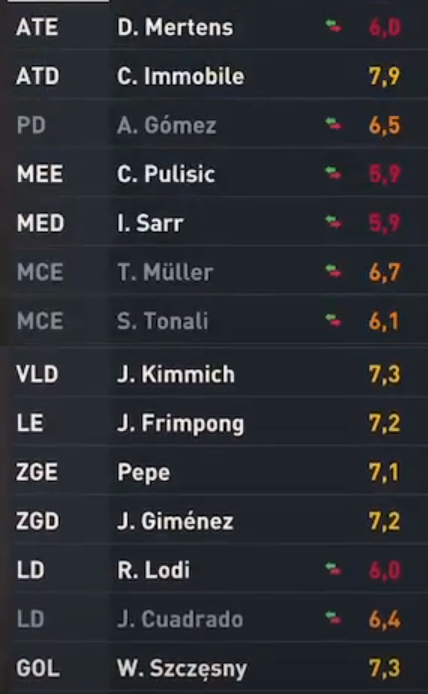 ATE D. Mertens 6,0
ATD C. Immobile 7,9
PD A. Gómez 6,5
MEE C. Pulisic 5,9
MED I. Sarr 5,9
MCE T. Müller 6,7
MCE S. Tonali 6,1
VLD J. Kimmich 7,3
LE J. Frimpong 7,2
ZGE Pepe 7,1
ZGD J. Giménez 7,2
LD R. Lodi 6,0
LD J. Cuadrado 6,4
GOL W. Szczęsny 7,3